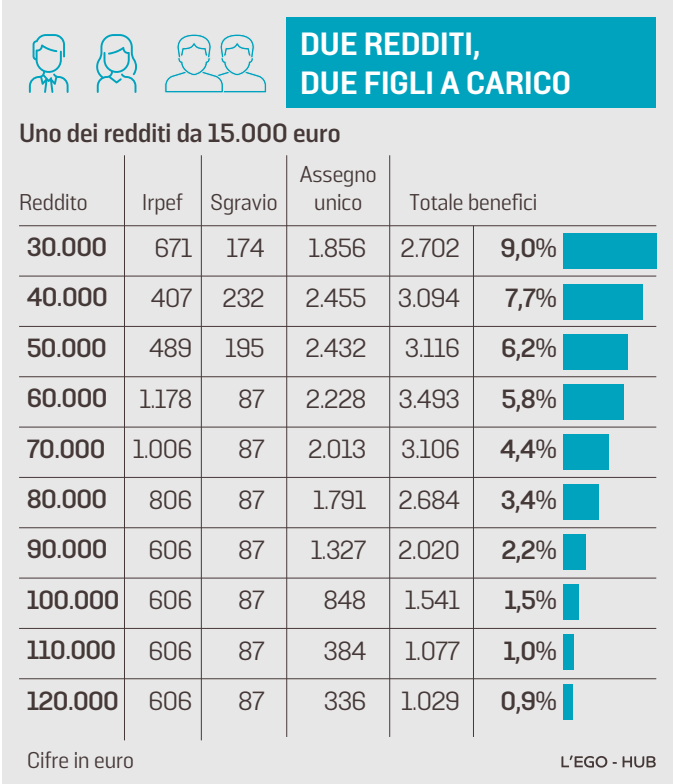 DUE REDDITI,
DUE FIGLI A CARICO
Uno dei redditi da 15.000 euro
Reddito Irpef Sgravio Assegno unico Totale benefici
30.000 671 174 1.856 2.702 9,0%
40.000 407 232 2.455 3.094 7,7%
50.000 489 195 2.432 3.116 6,2%
60.000 1.178 87 2.228 3.493 5,8%
70.000 1.006 87 2.013 3.106 4,4%
80.000 806 87 1.791 2.684 3,4%
90.000 606 87 1.327 2.020 2,2%
100.000 606 87 848 1.541 1,5%
110.000 606 87 384 1.077 1,0%
120.000 606 87 336 1.029 0,9%
Cifre in euro
L'EGO - HUB